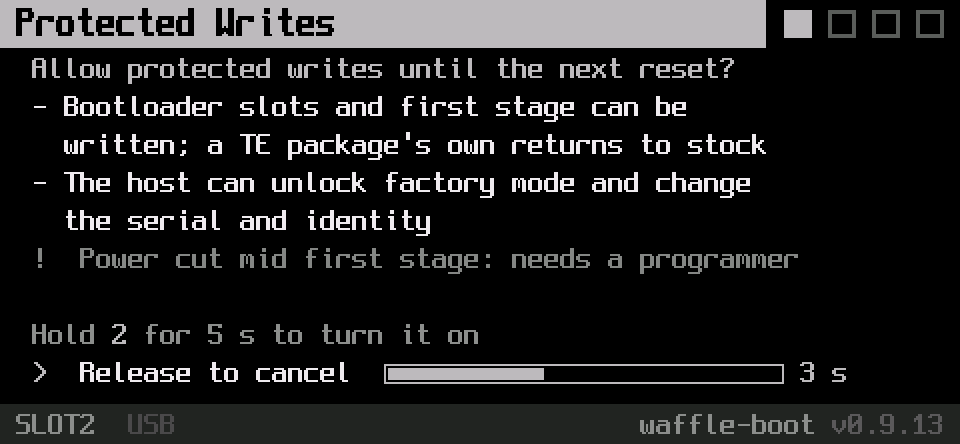 Protected Writes
Allow protected writes until the next reset?
- Bootloader slots and first stage can be
written; a TE package's own returns to stock
- The host can unlock factory mode and change
the serial and identity
! Power cut mid first stage: needs a programmer
Hold 2 for 5 s to turn it on
> Release to cancel 3 s
SLOT2 USB waffle-boot v0.9.13